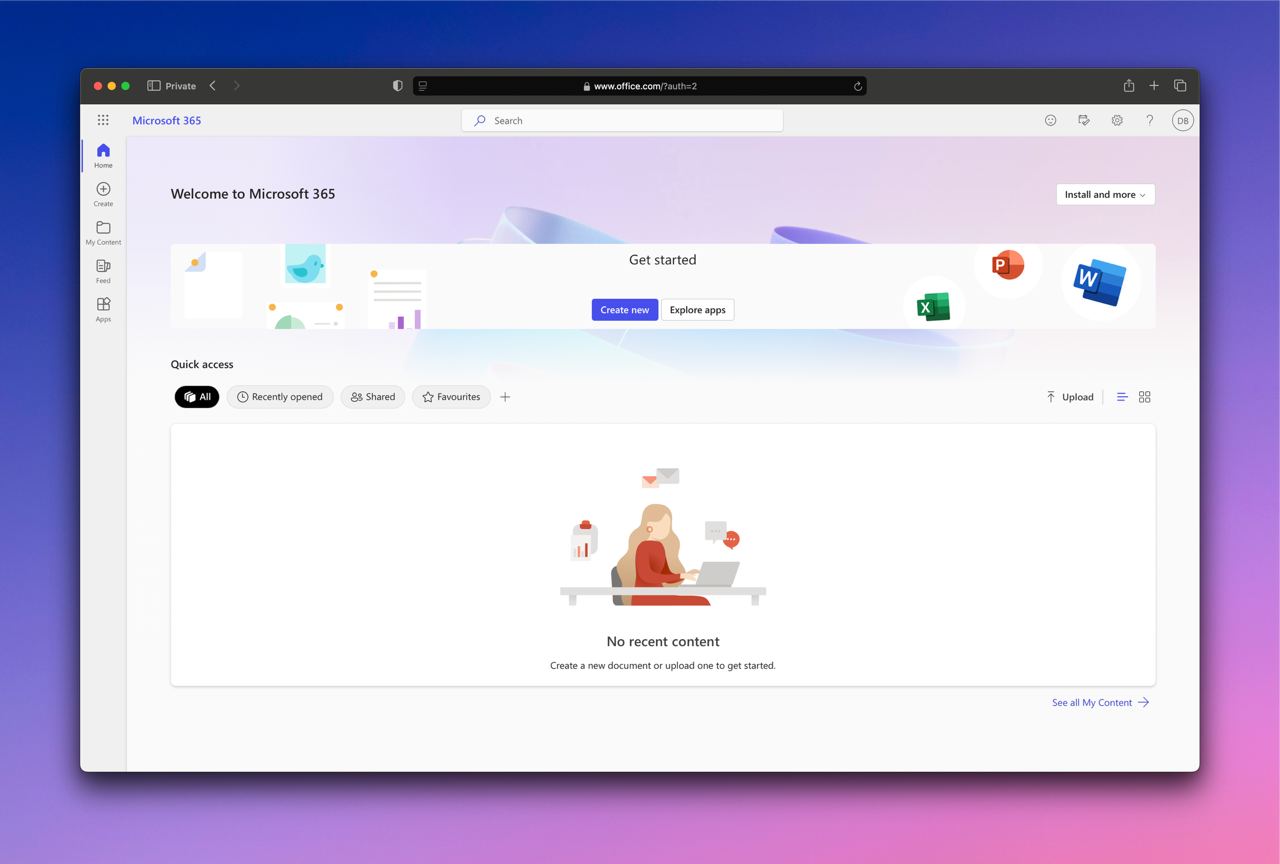 Private
www.office.com/?auth=2
Microsoft 365
Search
DB
Home
Create
My Content
Feed
Apps
Welcome to Microsoft 365
Install and more
Get started
Create new
Explore apps
P
W
X
Quick access
All
Recently opened
Shared
Favourites
Upload
No recent content
Create a new document or upload one to get started.
See all My Content